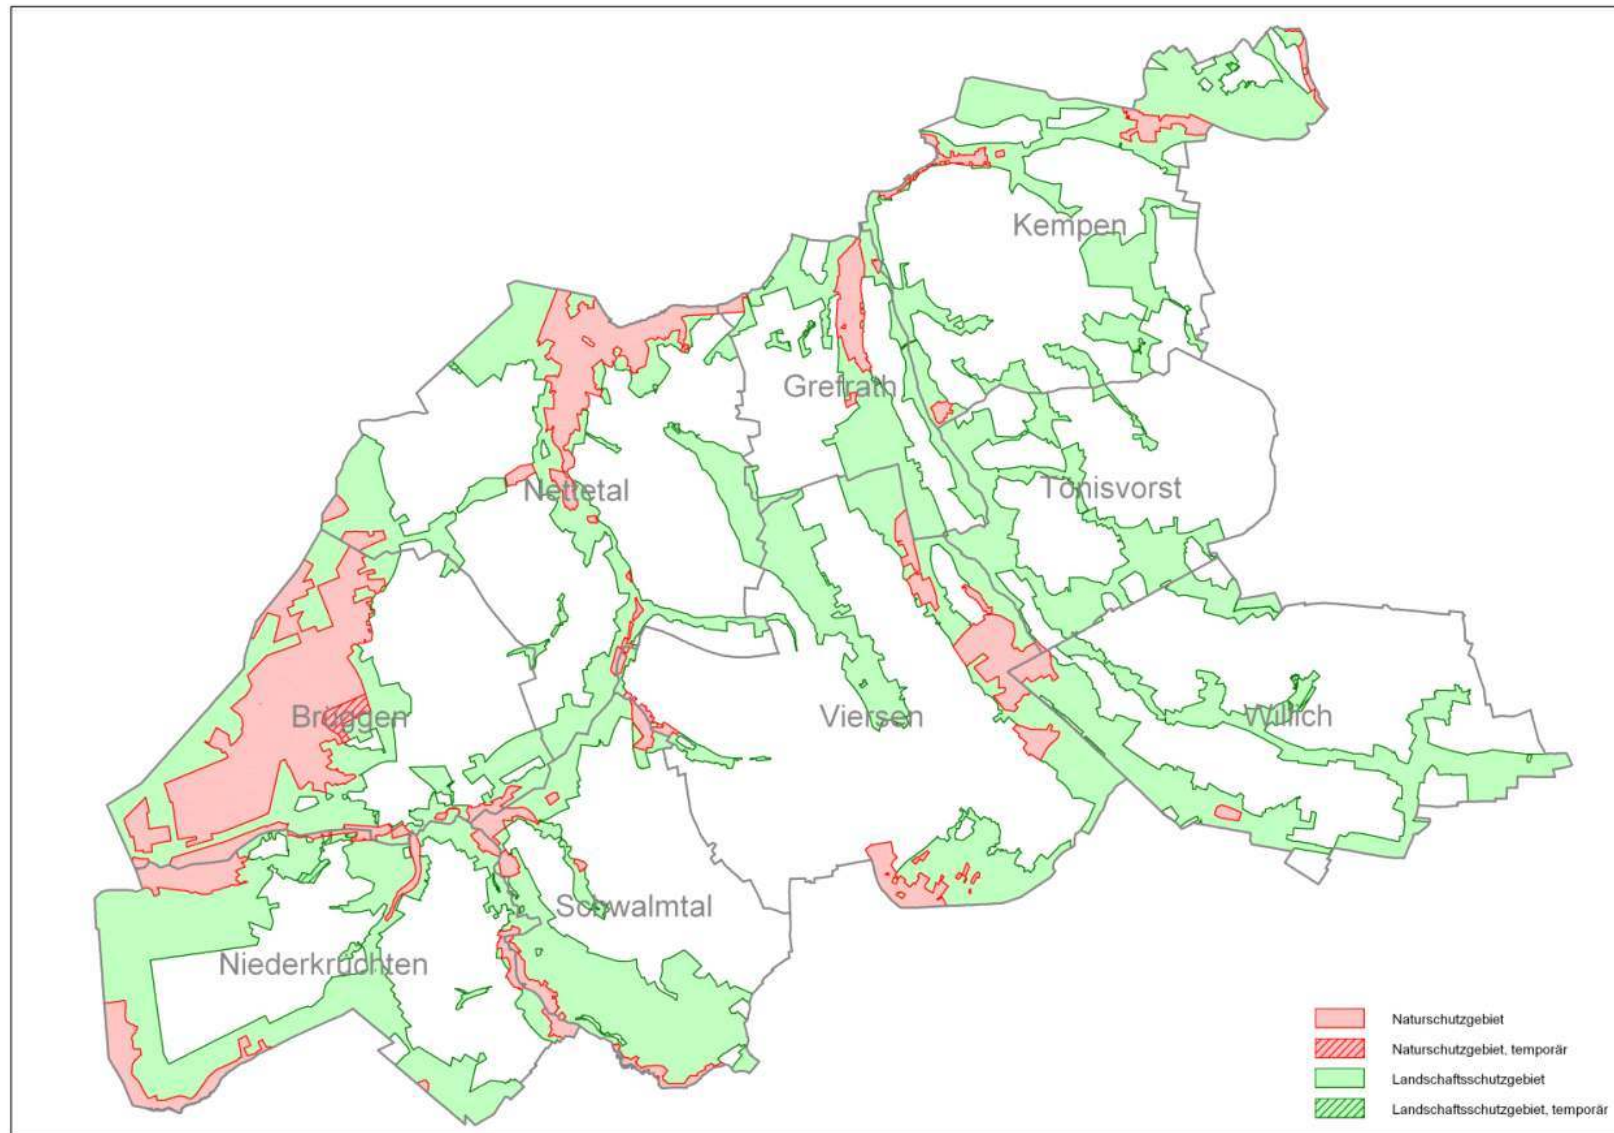 Kempen
Grefrath
Nettetal
Tönisvorst
Brüggen
Viersen
Willich
Schwalmtal
Niederkrüchten
Naturschutzgebiet
Naturschutzgebiet, temporär
Landschaftsschutzgebiet
Landschaftsschutzgebiet, temporär